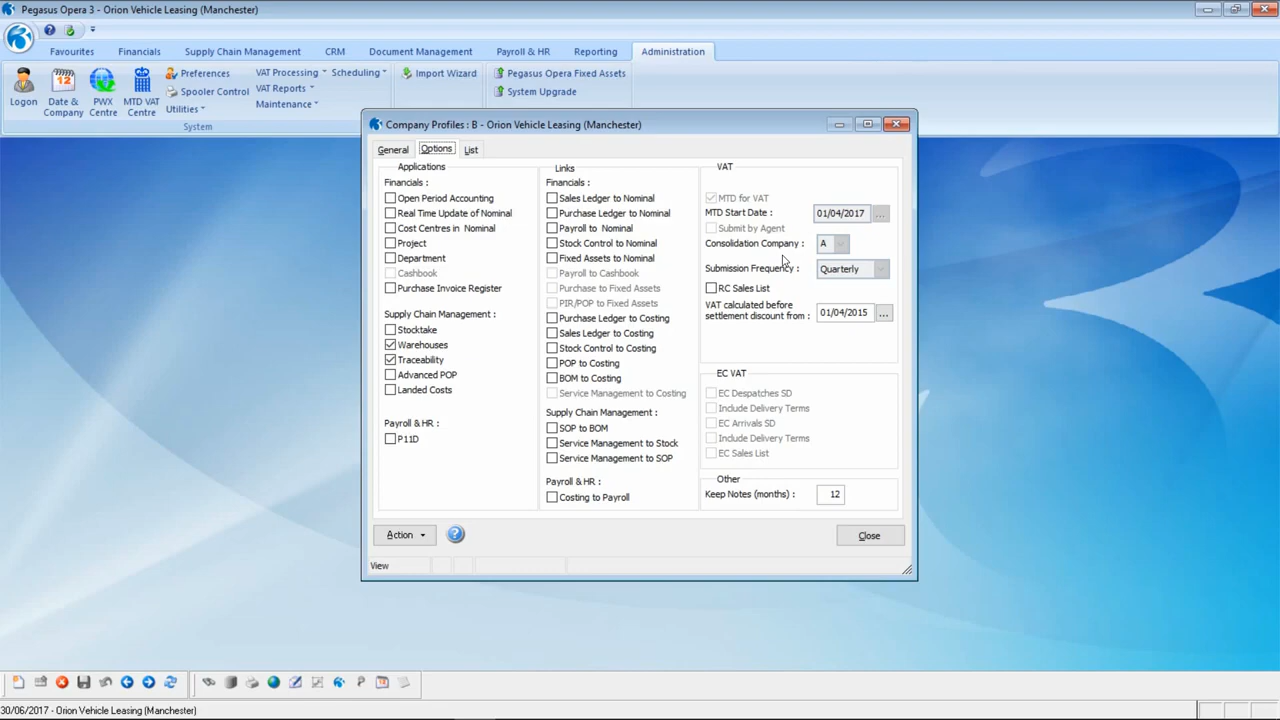 Pegasus Opera 3 - Orion Vehicle Leasing (Manchester)
Favourites Financials Supply Chain Management CRM Document Management Payroll & HR Reporting Administration
Logon
Date & Company
PWX Centre
MTD VAT Centre
Preferences
Spooler Control
Utilities
VAT Processing
VAT Reports
Maintenance
Scheduling
Import Wizard
Pegasus Opera Fixed Assets
System Upgrade
System
Company Profiles : B - Orion Vehicle Leasing (Manchester)
General Options List
Applications
Financials :
Open Period Accounting
Real Time Update of Nominal
Cost Centres in Nominal
Project
Department
Cashbook
Purchase Invoice Register
Supply Chain Management :
Stocktake
Warehouses
Traceability
Advanced POP
Landed Costs
Payroll & HR :
P11D
Links
Financials :
Sales Ledger to Nominal
Purchase Ledger to Nominal
Payroll to Nominal
Stock Control to Nominal
Fixed Assets to Nominal
Payroll to Cashbook
Purchase to Fixed Assets
PIR/POP to Fixed Assets
Purchase Ledger to Costing
Sales Ledger to Costing
Stock Control to Costing
POP to Costing
BOM to Costing
Service Management to Costing
Supply Chain Management :
SOP to BOM
Service Management to Stock
Service Management to SOP
Payroll & HR :
Costing to Payroll
VAT
MTD for VAT
MTD Start Date : 01/04/2017 ...
Submit by Agent
Consolidation Company : A
Submission Frequency : Quarterly
RC Sales List
VAT calculated before
settlement discount from : 01/04/2015 ...
EC VAT
EC Despatches SD
Include Delivery Terms
EC Arrivals SD
Include Delivery Terms
EC Sales List
Other
Keep Notes (months) : 12
Action
Close
View
30/06/2017 - Orion Vehicle Leasing (Manchester)